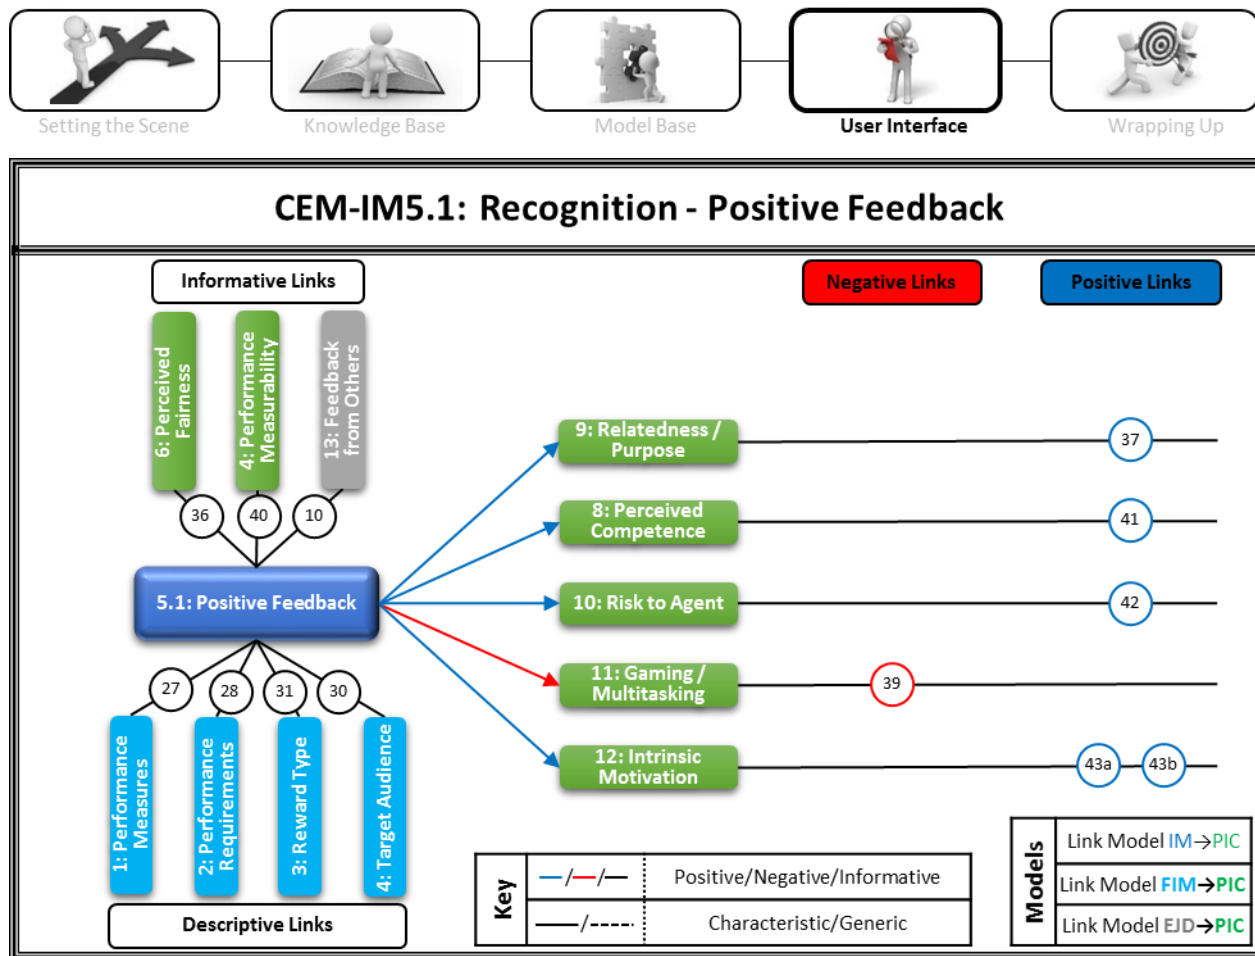 Setting the Scene
Knowledge Base
Model Base
User Interface
Wrapping Up
CEM-IM5.1: Recognition - Positive Feedback
Informative Links
Negative Links
Positive Links
6: Perceived
Fairness
4: Performance
Measurability
13: Feedback
from Others
36
40
10
5.1: Positive Feedback
9: Relatedness /
Purpose
37
8: Perceived
Competence
41
10: Risk to Agent
42
11: Gaming /
Multitasking
39
12: Intrinsic
Motivation
43a
43b
27
28
31
30
1: Performance
Measures
2: Performance
Requirements
3: Reward Type
4: Target Audience
Descriptive Links
Key
/ /
Positive/Negative/Informative
/
Characteristic/Generic
Models
Link Model IM→PIC
Link Model FIM→PIC
Link Model EJD→PIC